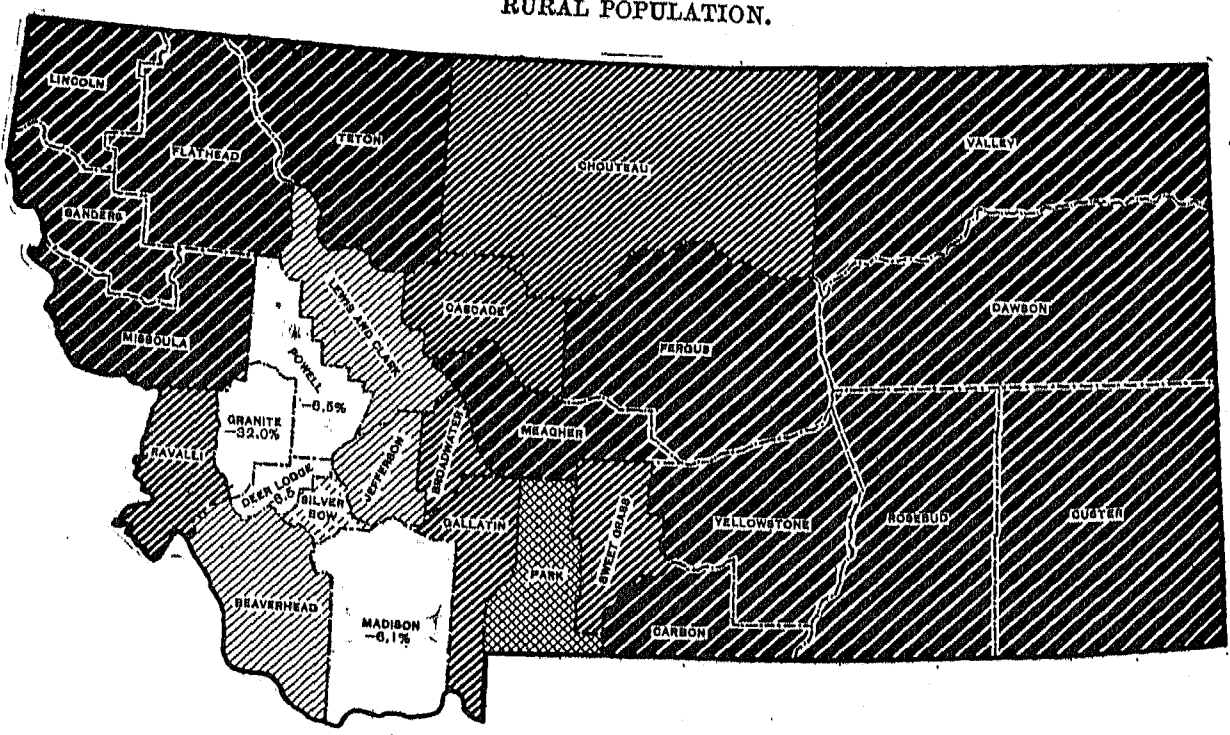 RURAL POPULATION.
LINCOLN
FLATHEAD
TETON
CHOUTEAU
VALLEY
SANDERS
LEWIS AND CLARK
CASCADE
DAWSON
MISSOULA
POWELL
-6.5%
FERGUS
GRANITE
-32.0%
RAVALLI
JEFFERSON
BROADWATER
MEAGHER
DEER LODGE
SILVER
BOW
GALLATIN
SWEET GRASS
YELLOWSTONE
ROSEBUD
CUSTER
PARK
BEAVERHEAD
MADISON
-6.1%
CARBON